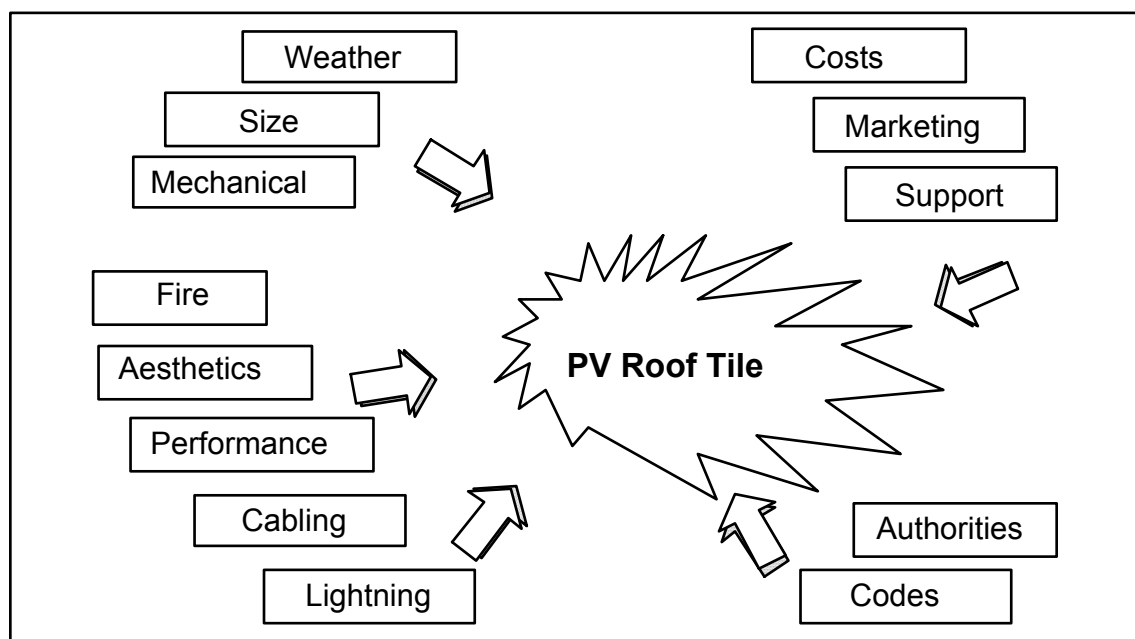 Weather
Size
Mechanical
Fire
Aesthetics
Performance
Cabling
Lightning
PV Roof Tile
Costs
Marketing
Support
Authorities
Codes